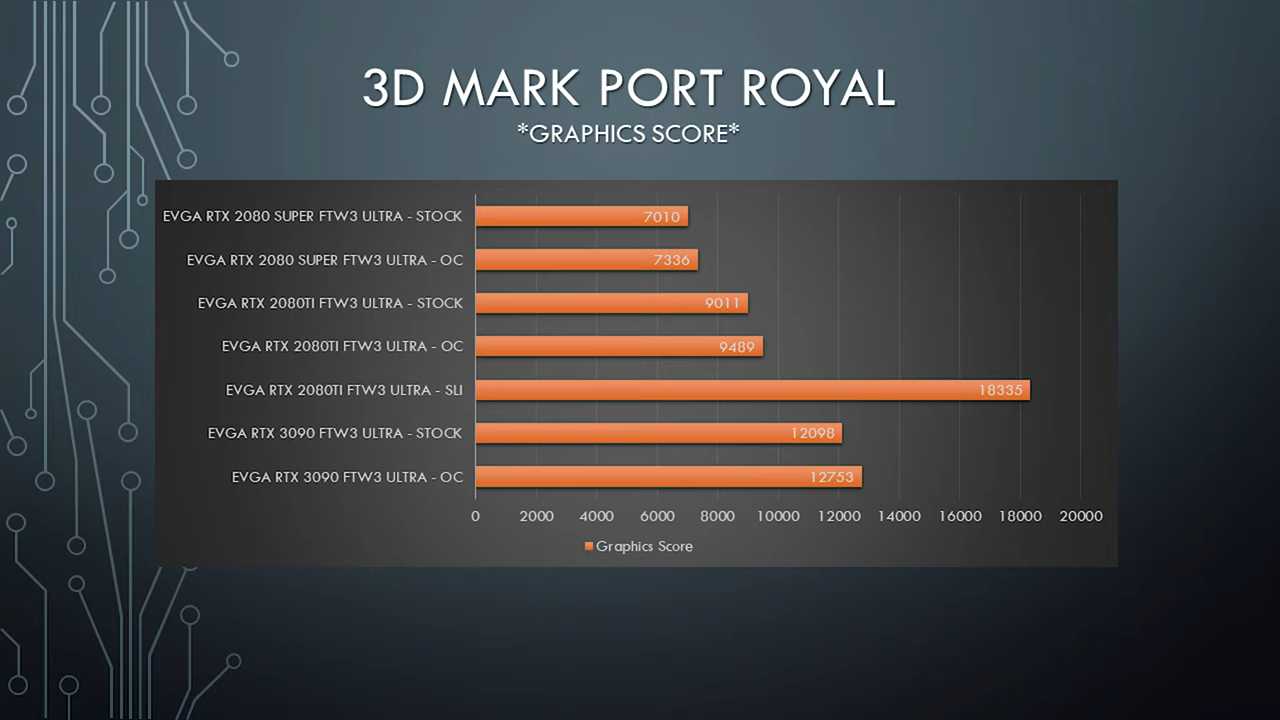 3D MARK PORT ROYAL
*GRAPHICS SCORE*
EVGA RTX 2080 SUPER FTW3 ULTRA - STOCK 7010
EVGA RTX 2080 SUPER FTW3 ULTRA - OC 7336
EVGA RTX 2080TI FTW3 ULTRA - STOCK 9011
EVGA RTX 2080TI FTW3 ULTRA - OC 9489
EVGA RTX 2080TI FTW3 ULTRA - SLI 18335
EVGA RTX 3090 FTW3 ULTRA - STOCK 12098
EVGA RTX 3090 FTW3 ULTRA - OC 12753
0 2000 4000 6000 8000 10000 12000 14000 16000 18000 20000
Graphics Score